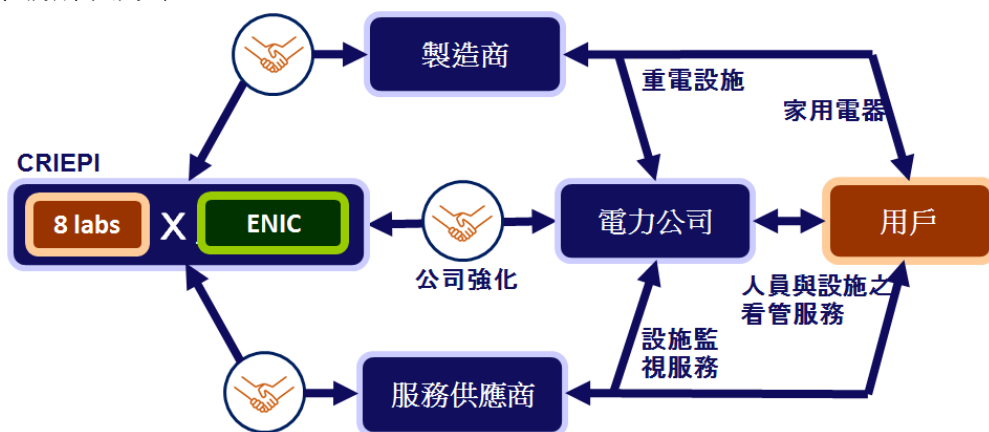 製造商
重電設施
家用電器
CRIEPI
8 labs X ENIC
公司強化
電力公司
用戶
人員與設施之
看管服務
設施監
視服務
服務供應商